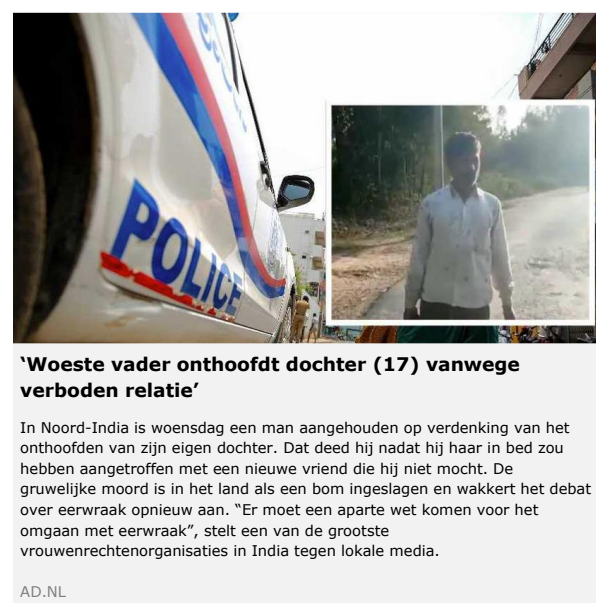 POLICE
‘Woeste vader onthoofdt dochter (17) vanwege
verboden relatie’
In Noord-India is woensdag een man aangehouden op verdenking van het
onthoofden van zijn eigen dochter. Dat deed hij nadat hij haar in bed zou
hebben aangetroffen met een nieuwe vriend die hij niet mocht. De
gruwelijke moord is in het land als een bom ingeslagen en wakkert het debat
over eerwraak opnieuw aan. “Er moet een aparte wet komen voor het
omgaan met eerwraak”, stelt een van de grootste
vrouwenrechtenorganisaties in India tegen lokale media.
AD.NL